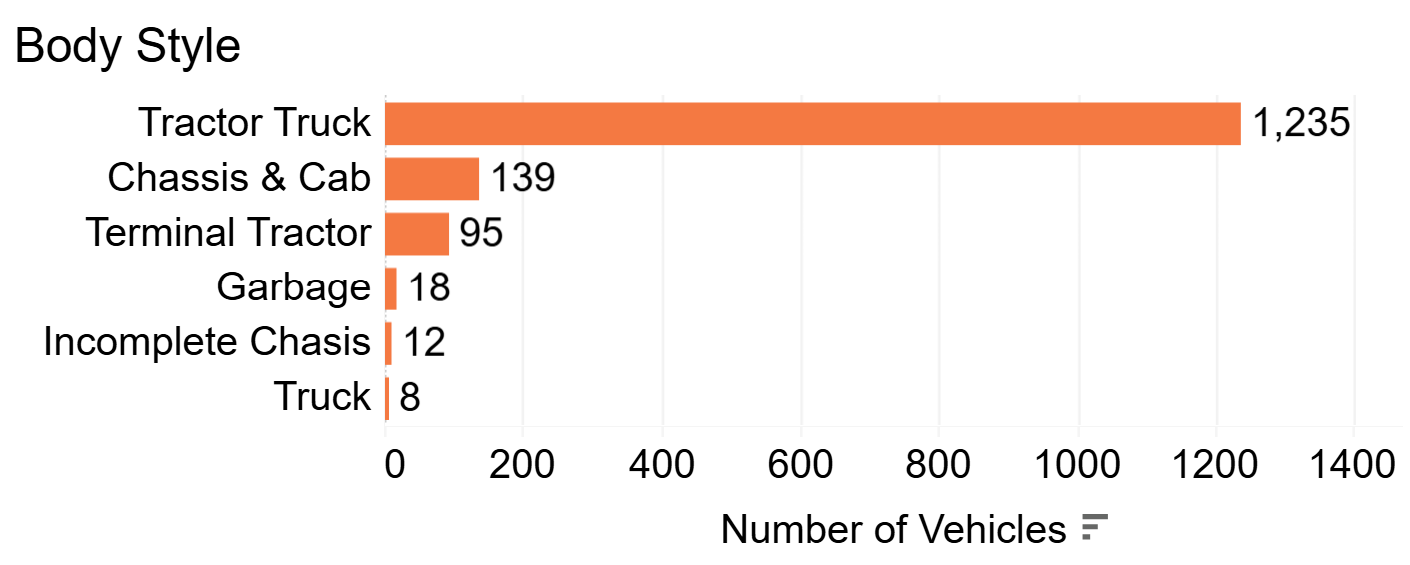 Body Style
Tractor Truck 1,235
Chassis & Cab 139
Terminal Tractor 95
Garbage 18
Incomplete Chasis 12
Truck 8
0 200 400 600 800 1000 1200 1400
Number of Vehicles